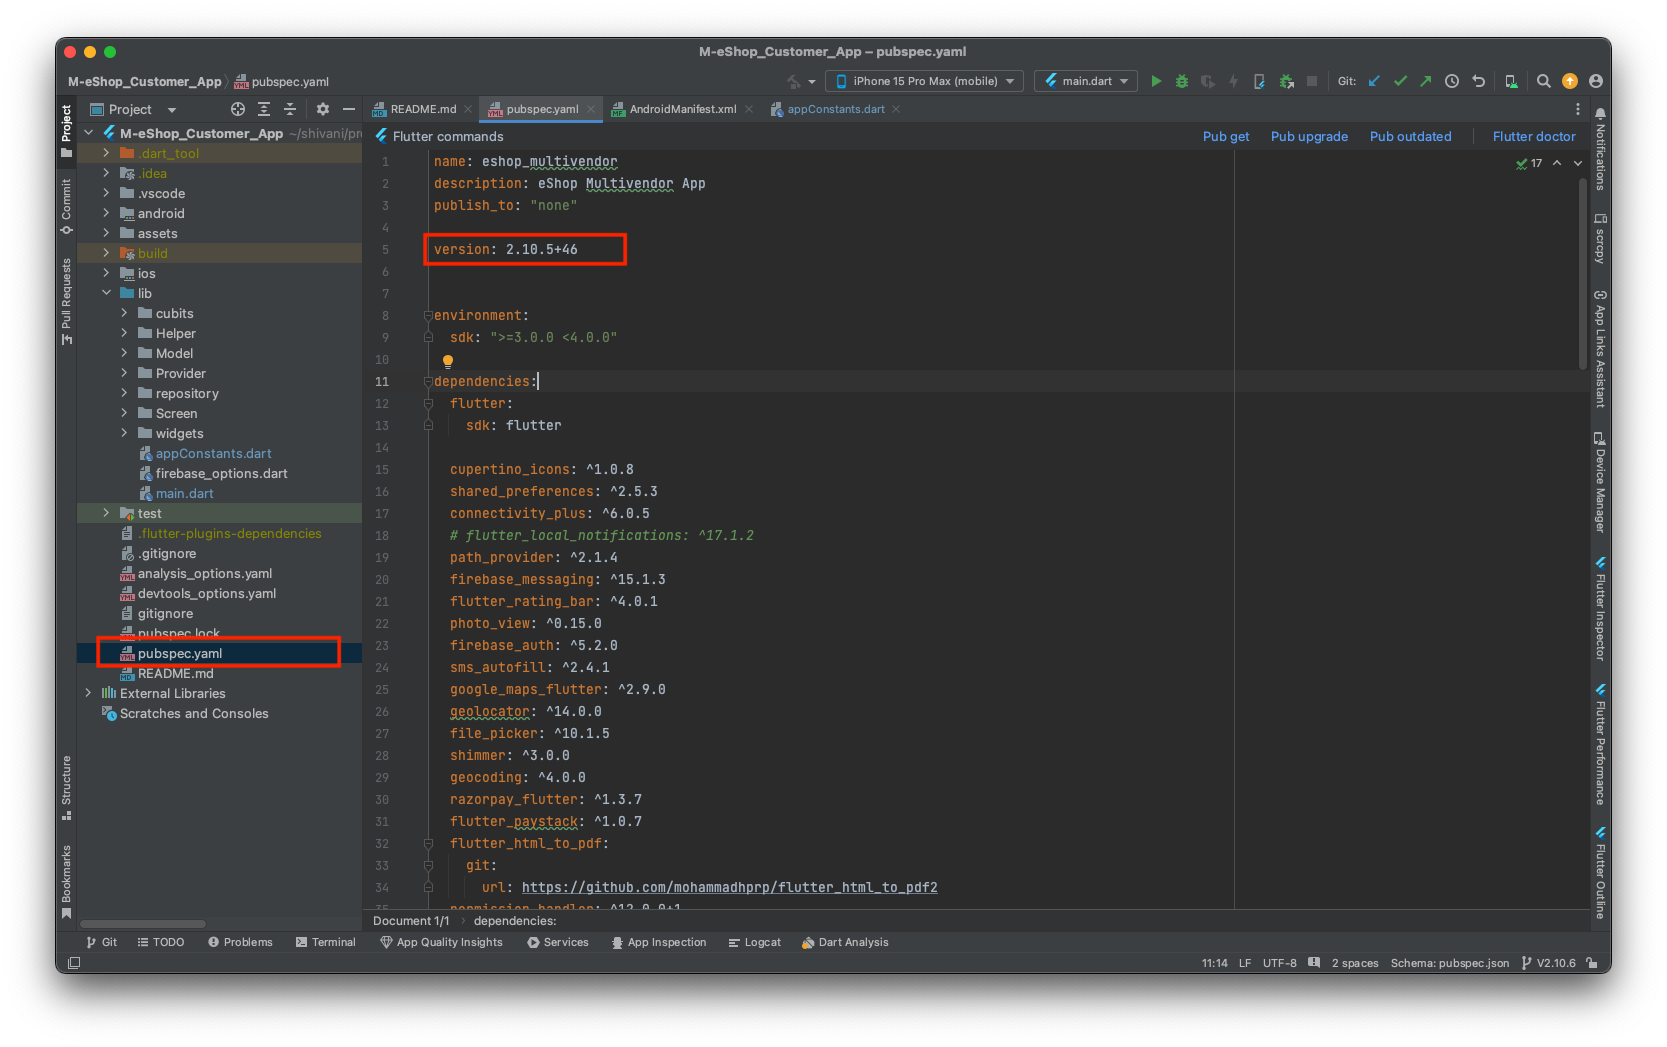 M-eShop_Customer_App – pubspec.yaml
M-eShop_Customer_App pubspec.yaml
iPhone 15 Pro Max (mobile)
main.dart
Git:
Project
README.md
pubspec.yaml
AndroidManifest.xml
appConstants.dart
Flutter commands
Pub get
Pub upgrade
Pub outdated
Flutter doctor
Project
Commit
Pull Requests
Structure
Bookmarks
M-eShop_Customer_App ~/shivani/pr
.dart_tool
.idea
.vscode
android
assets
build
ios
lib
cubits
Helper
Model
Provider
repository
Screen
widgets
appConstants.dart
firebase_options.dart
main.dart
test
.flutter-plugins-dependencies
.gitignore
analysis_options.yaml
devtools_options.yaml
gitignore
pubspec.lock
pubspec.yaml
README.md
External Libraries
Scratches and Consoles
17
1 name: eshop_multivendor
2 description: eShop Multivendor App
3 publish_to: "none"
4
5 version: 2.10.5+46
6
7
8 environment:
9 sdk: ">=3.0.0 <4.0.0"
10
11 dependencies:
12 flutter:
13 sdk: flutter
14
15 cupertino_icons: ^1.0.8
16 shared_preferences: ^2.5.3
17 connectivity_plus: ^6.0.5
18 # flutter_local_notifications: ^17.1.2
19 path_provider: ^2.1.4
20 firebase_messaging: ^15.1.3
21 flutter_rating_bar: ^4.0.1
22 photo_view: ^0.15.0
23 firebase_auth: ^5.2.0
24 sms_autofill: ^2.4.1
25 google_maps_flutter: ^2.9.0
26 geolocator: ^14.0.0
27 file_picker: ^10.1.5
28 shimmer: ^3.0.0
29 geocoding: ^4.0.0
30 razorpay_flutter: ^1.3.7
31 flutter_paystack: ^1.0.7
32 flutter_html_to_pdf:
33 git:
34 url: https://github.com/mohammadhprp/flutter_html_to_pdf2
35 permission_handler: ^12.0.0+1
Notifications
scrcpy
App Links Assistant
Device Manager
Flutter Inspector
Flutter Performance
Flutter Outline
Document 1/1 dependencies:
Git
TODO
Problems
Terminal
App Quality Insights
Services
App Inspection
Logcat
Dart Analysis
11:14 LF UTF-8 2 spaces Schema: pubspec.json V2.10.6